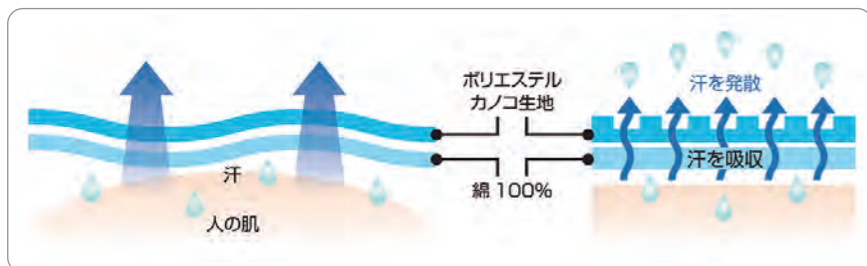 ポリエステル
カノコ生地
汗を発散
汗を吸収
汗
綿 100%
人の肌